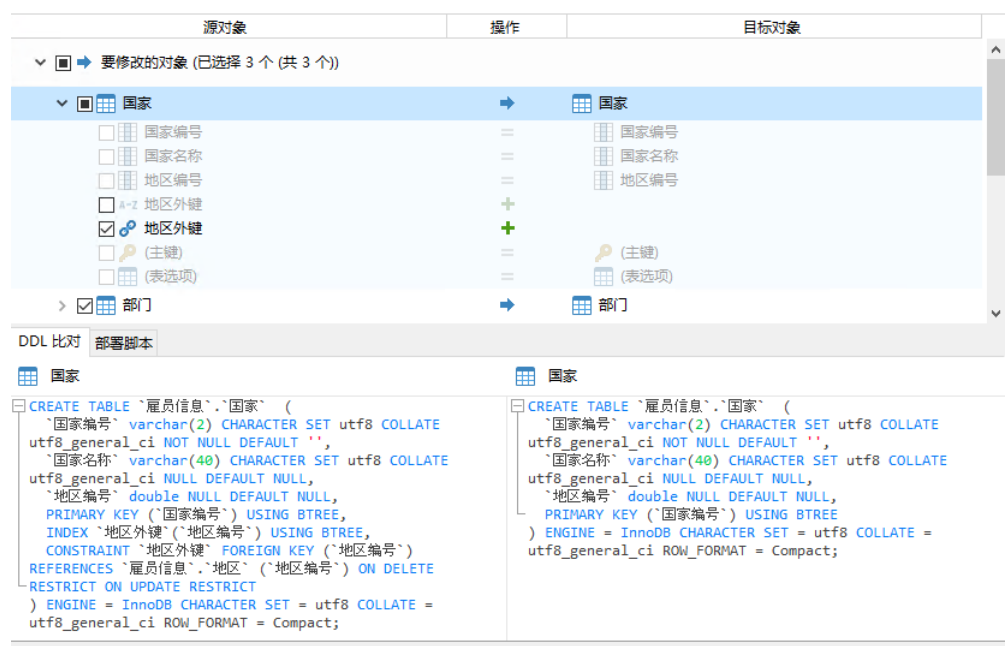 源对象 操作 目标对象
要修改的对象 (已选择 3 个 (共 3 个))
国家 国家
国家编号 = 国家编号
国家名称 = 国家名称
地区编号 = 地区编号
A-Z 地区外键 +
地区外键 +
(主键) = (主键)
(表选项) = (表选项)
部门 部门
DDL 比对 部署脚本
国家
CREATE TABLE `雇员信息`.`国家` (
`国家编号` varchar(2) CHARACTER SET utf8 COLLATE
utf8_general_ci NOT NULL DEFAULT '',
`国家名称` varchar(40) CHARACTER SET utf8 COLLATE
utf8_general_ci NULL DEFAULT NULL,
`地区编号` double NULL DEFAULT NULL,
PRIMARY KEY (`国家编号`) USING BTREE,
INDEX `地区外键`(`地区编号`) USING BTREE,
CONSTRAINT `地区外键` FOREIGN KEY (`地区编号`)
REFERENCES `雇员信息`.`地区` (`地区编号`) ON DELETE
RESTRICT ON UPDATE RESTRICT
) ENGINE = InnoDB CHARACTER SET = utf8 COLLATE =
utf8_general_ci ROW_FORMAT = Compact;
国家
CREATE TABLE `雇员信息`.`国家` (
`国家编号` varchar(2) CHARACTER SET utf8 COLLATE
utf8_general_ci NOT NULL DEFAULT '',
`国家名称` varchar(40) CHARACTER SET utf8 COLLATE
utf8_general_ci NULL DEFAULT NULL,
`地区编号` double NULL DEFAULT NULL,
PRIMARY KEY (`国家编号`) USING BTREE
) ENGINE = InnoDB CHARACTER SET = utf8 COLLATE =
utf8_general_ci ROW_FORMAT = Compact;